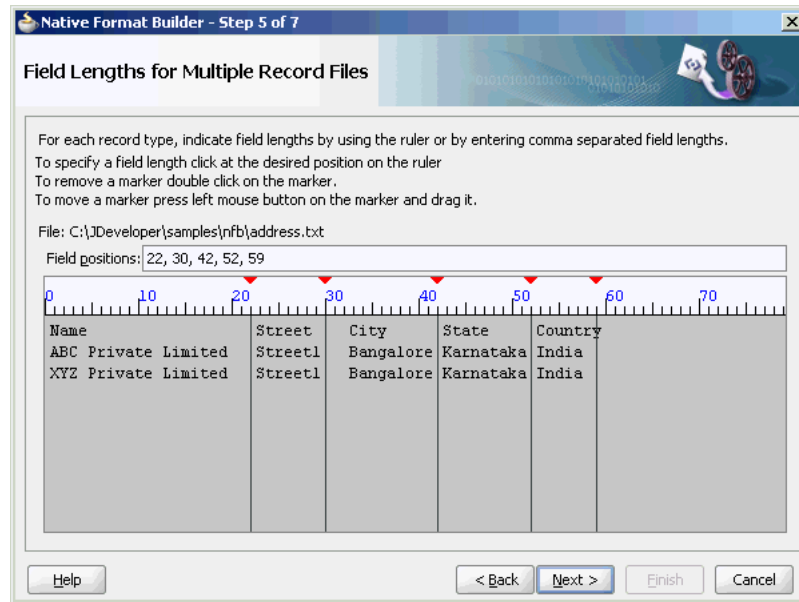 Native Format Builder - Step 5 of 7
Field Lengths for Multiple Record Files
For each record type, indicate field lengths by using the ruler or by entering comma separated field lengths.
To specify a field length click at the desired position on the ruler
To remove a marker double click on the marker.
To move a marker press left mouse button on the marker and drag it.
File: C:\JDeveloper\samples\nfb\address.txt
Field positions: 22, 30, 42, 52, 59
0 10 20 30 40 50 60 70
Name Street City State Country
ABC Private Limited Street1 Bangalore Karnataka India
XYZ Private Limited Street1 Bangalore Karnataka India
Help < Back Next > Finish Cancel